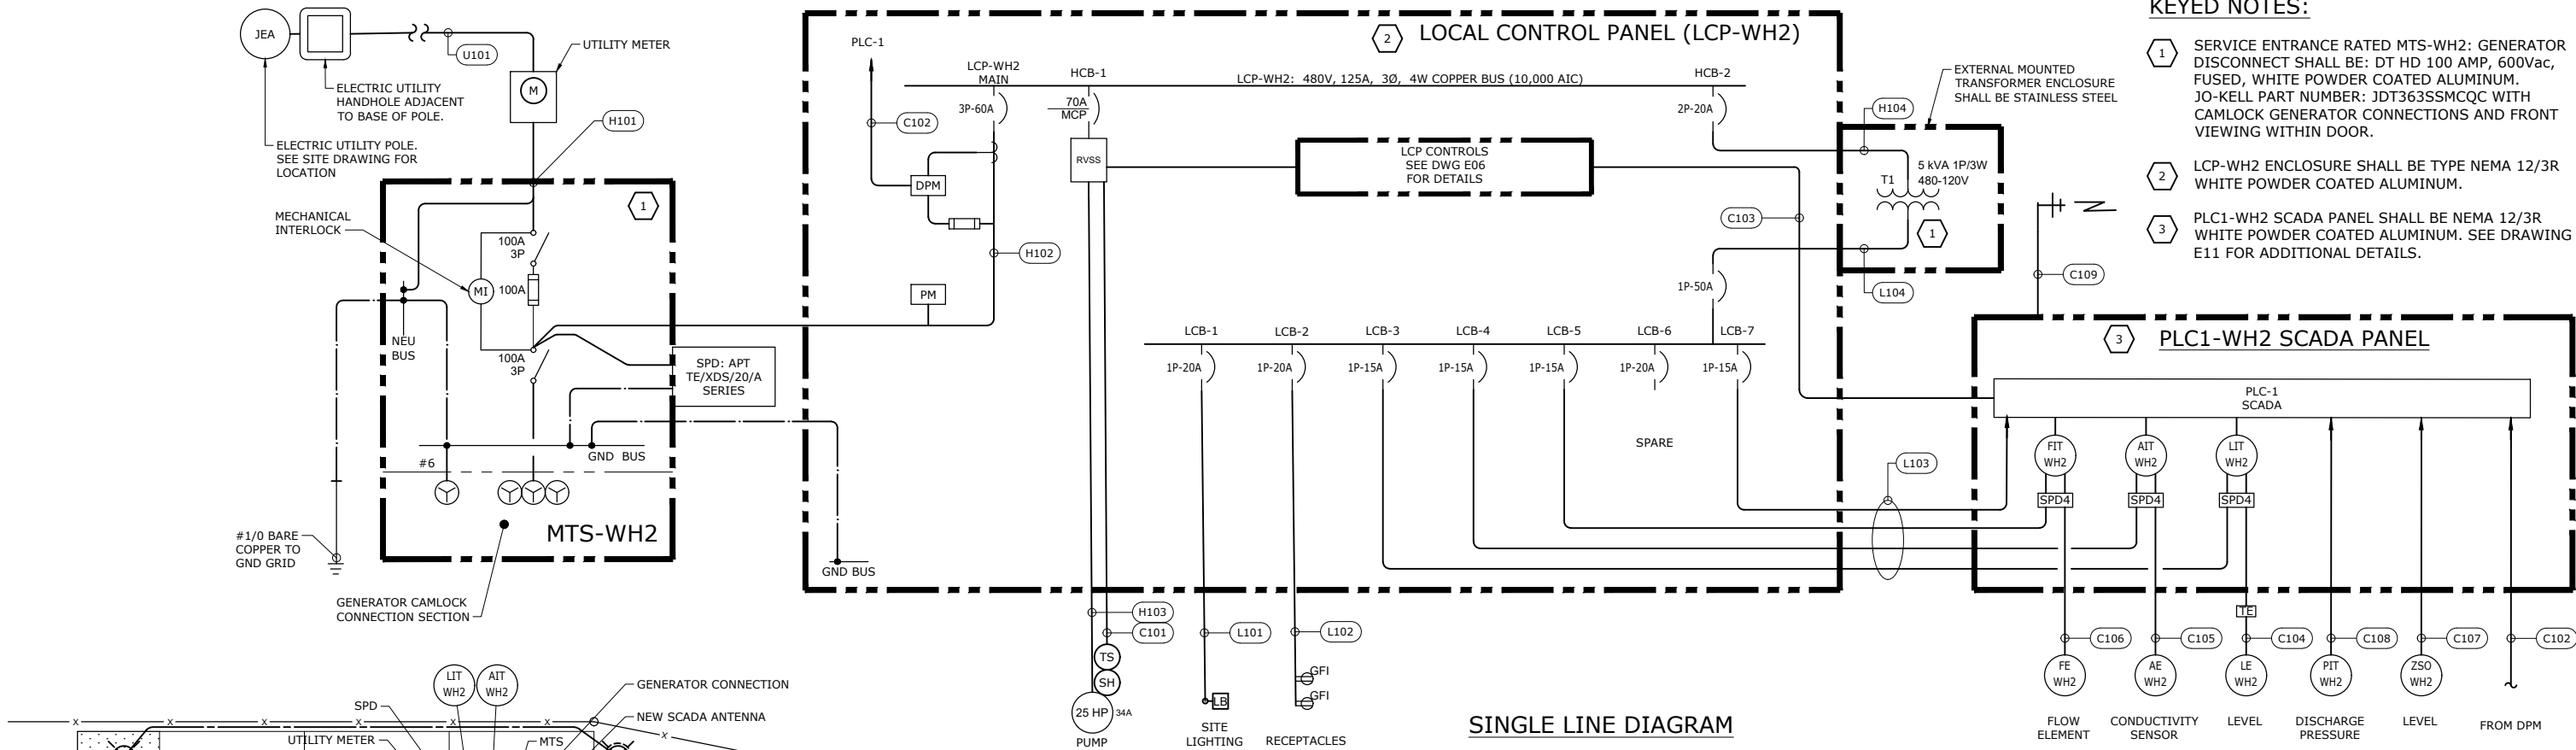 JEA
U101
UTILITY METER
M
ELECTRIC UTILITY
HANDHOLE ADJACENT
TO BASE OF POLE.
H101
ELECTRIC UTILITY POLE.
SEE SITE DRAWING FOR
LOCATION
1
MECHANICAL
INTERLOCK
100A
3P
MI
100A
NEU
BUS
100A
3P
SPD: APT
TE/XDS/20/A
SERIES
GND BUS
#6
MTS-WH2
#1/0 BARE
COPPER TO
GND GRID
GENERATOR CAMLOCK
CONNECTION SECTION
2
LOCAL CONTROL PANEL (LCP-WH2)
PLC-1
LCP-WH2
MAIN
HCB-1
LCP-WH2: 480V, 125A, 3Ø, 4W COPPER BUS (10,000 AIC)
HCB-2
3P-60A
70A
MCP
2P-20A
C102
RVSS
DPM
LCP CONTROLS
SEE DWG E06
FOR DETAILS
H102
PM
C103
1P-50A
LCB-1
LCB-2
LCB-3
LCB-4
LCB-5
LCB-6
LCB-7
1P-20A
1P-20A
1P-15A
1P-15A
1P-15A
1P-20A
1P-15A
SPARE
GND BUS
EXTERNAL MOUNTED
TRANSFORMER ENCLOSURE
SHALL BE STAINLESS STEEL
H104
5 kVA 1P/3W
480-120V
T1
1
L104
L103
KEYED NOTES:
1
SERVICE ENTRANCE RATED MTS-WH2: GENERATOR
DISCONNECT SHALL BE: DT HD 100 AMP, 600Vac,
FUSED, WHITE POWDER COATED ALUMINUM.
JO-KELL PART NUMBER: JDT363SSMCQC WITH
CAMLOCK GENERATOR CONNECTIONS AND FRONT
VIEWING WITHIN DOOR.
2
LCP-WH2 ENCLOSURE SHALL BE TYPE NEMA 12/3R
WHITE POWDER COATED ALUMINUM.
3
PLC1-WH2 SCADA PANEL SHALL BE NEMA 12/3R
WHITE POWDER COATED ALUMINUM. SEE DRAWING
E11 FOR ADDITIONAL DETAILS.
C109
3
PLC1-WH2 SCADA PANEL
PLC-1
SCADA
FIT
WH2
AIT
WH2
LIT
WH2
SPD4
SPD4
SPD4
TE
C106
C105
C104
C108
C107
C102
FE
WH2
AE
WH2
LE
WH2
PIT
WH2
ZSO
WH2
FLOW
ELEMENT
CONDUCTIVITY
SENSOR
LEVEL
DISCHARGE
PRESSURE
LEVEL
FROM DPM
H103
C101
L101
L102
TS
SH
25 HP
34A
PUMP
LB
SITE
LIGHTING
GFI
GFI
RECEPTACLES
SINGLE LINE DIAGRAM
LIT
WH2
AIT
WH2
GENERATOR CONNECTION
SPD
NEW SCADA ANTENNA
UTILITY METER
MTS
x
x
x
x
x
x
x